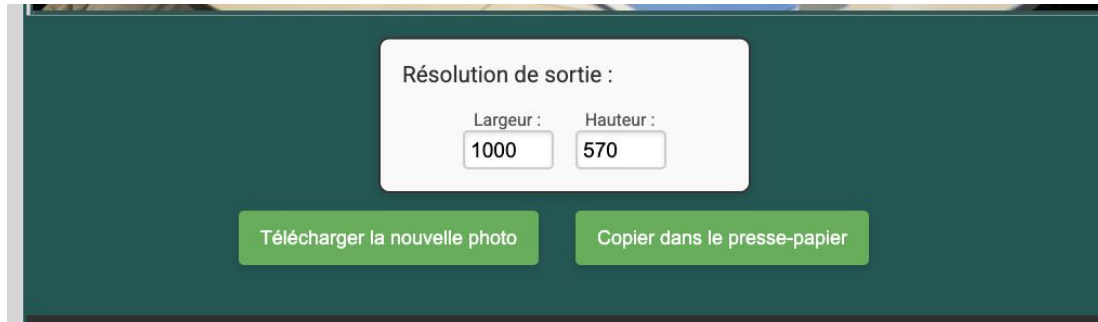 Résolution de sortie :
Largeur : Hauteur :
1000 570
Télécharger la nouvelle photo Copier dans le presse-papier